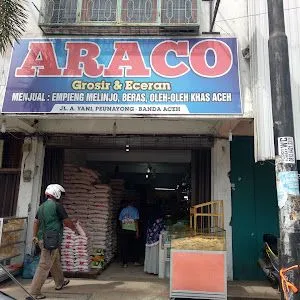 ARACO
Grosir & Eceran
MENJUAL : EMPIENG MELINJO, BERAS, OLEH-OLEH KHAS ACEH
JL. A. YANI PEUNAYONG - BANDA ACEH